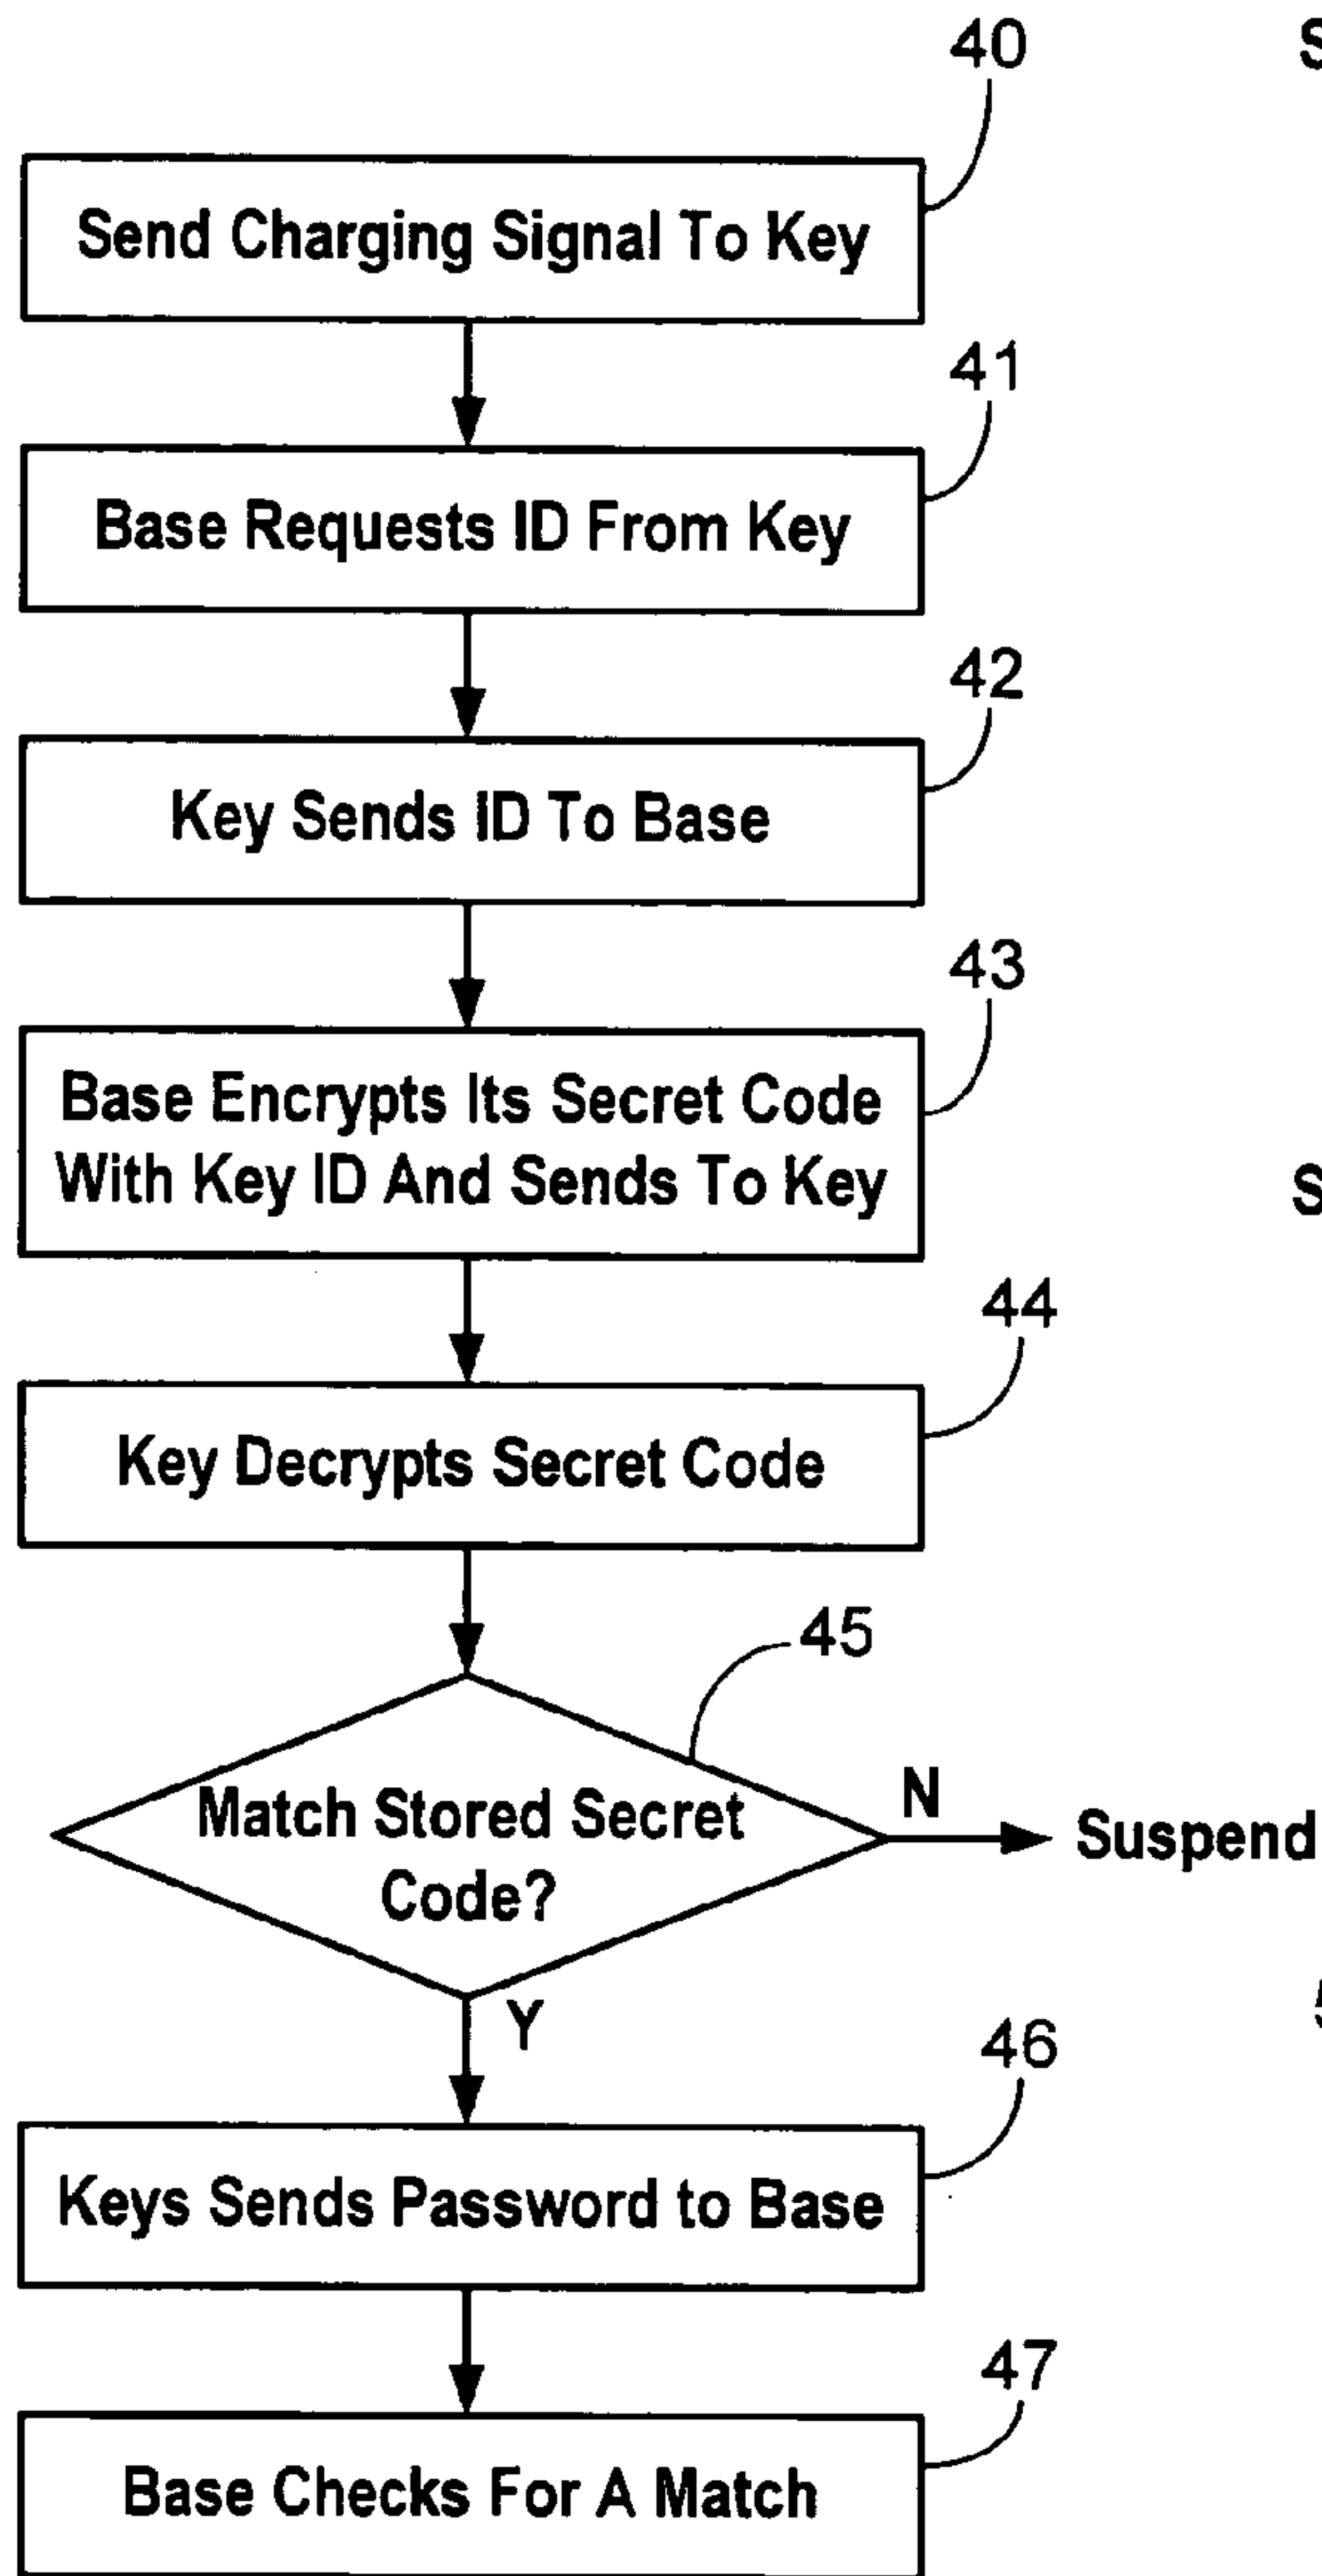 40
Send Charging Signal To Key
41
Base Requests ID From Key
42
Key Sends ID To Base
43
Base Encrypts Its Secret Code
With Key ID And Sends To Key
44
Key Decrypts Secret Code
45
Match Stored Secret
Code?
N
Suspend
Y
46
Keys Sends Password to Base
47
Base Checks For A Match